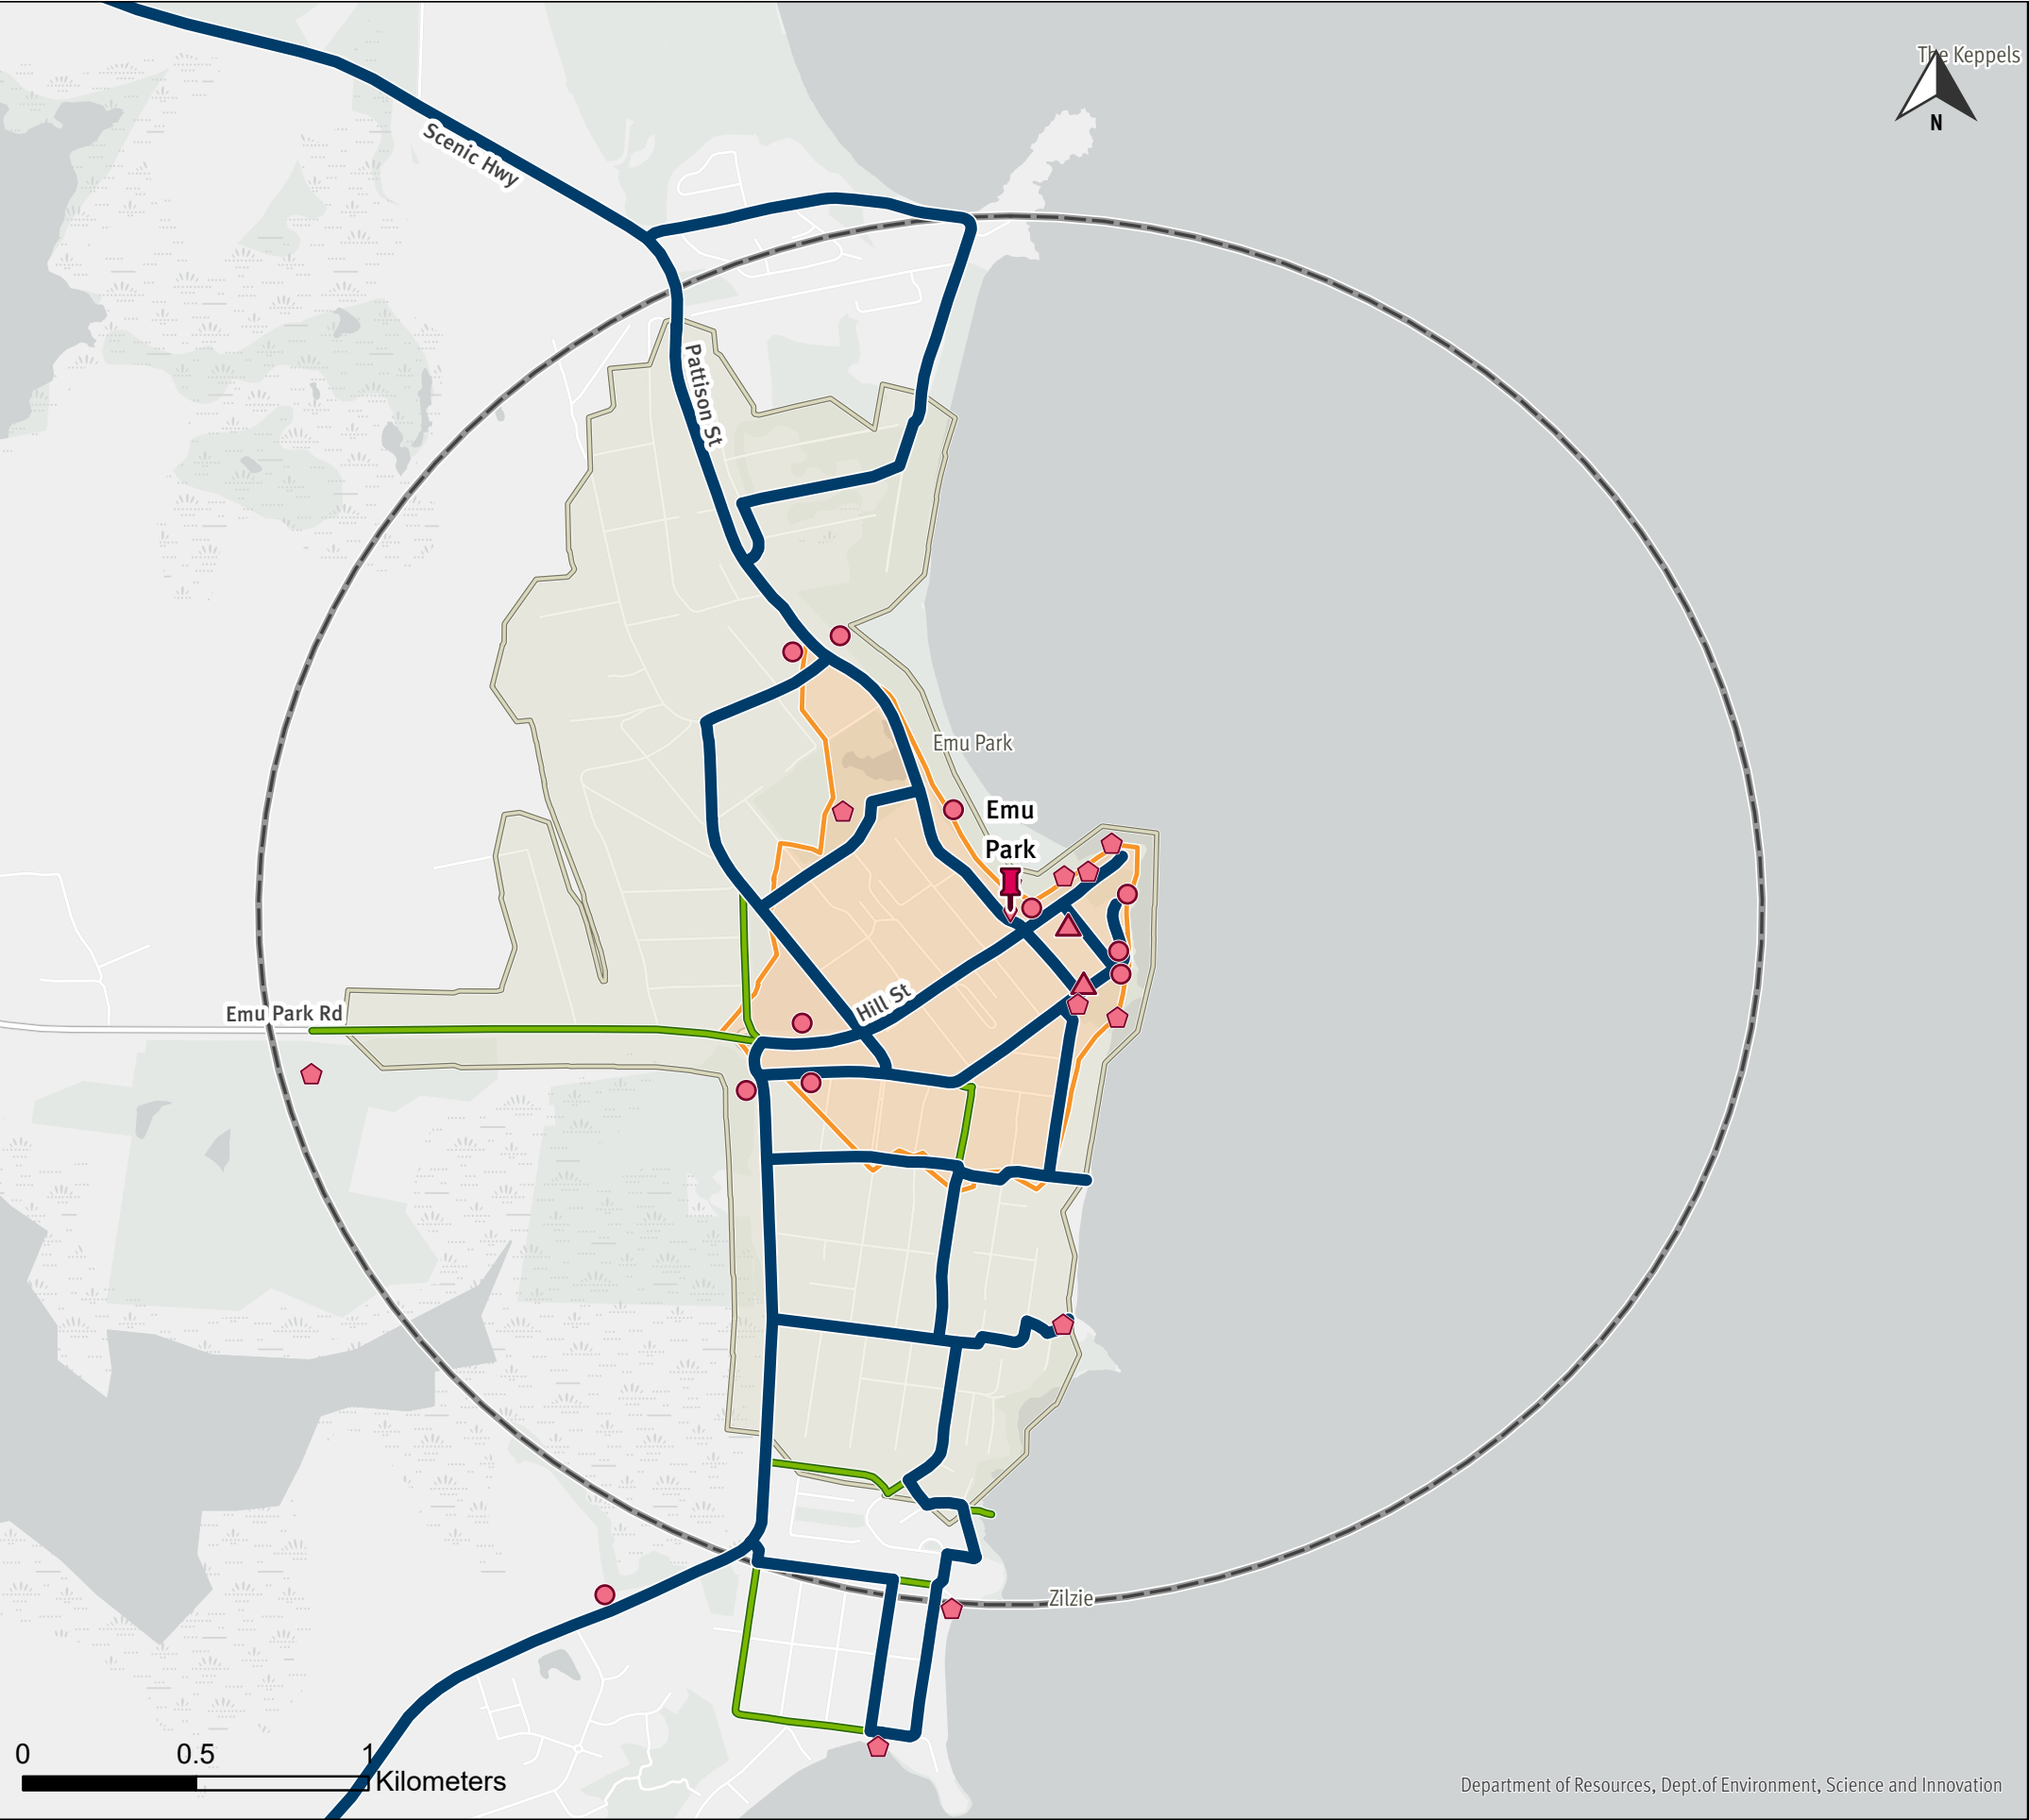 The Keppels
N
Scenic Hwy
Pattison St
Emu Park
Emu
Park
Hill St
Emu Park Rd
Zilzie
0 0.5 1
Kilometers
Department of Resources, Dept.of Environment, Science and Innovation